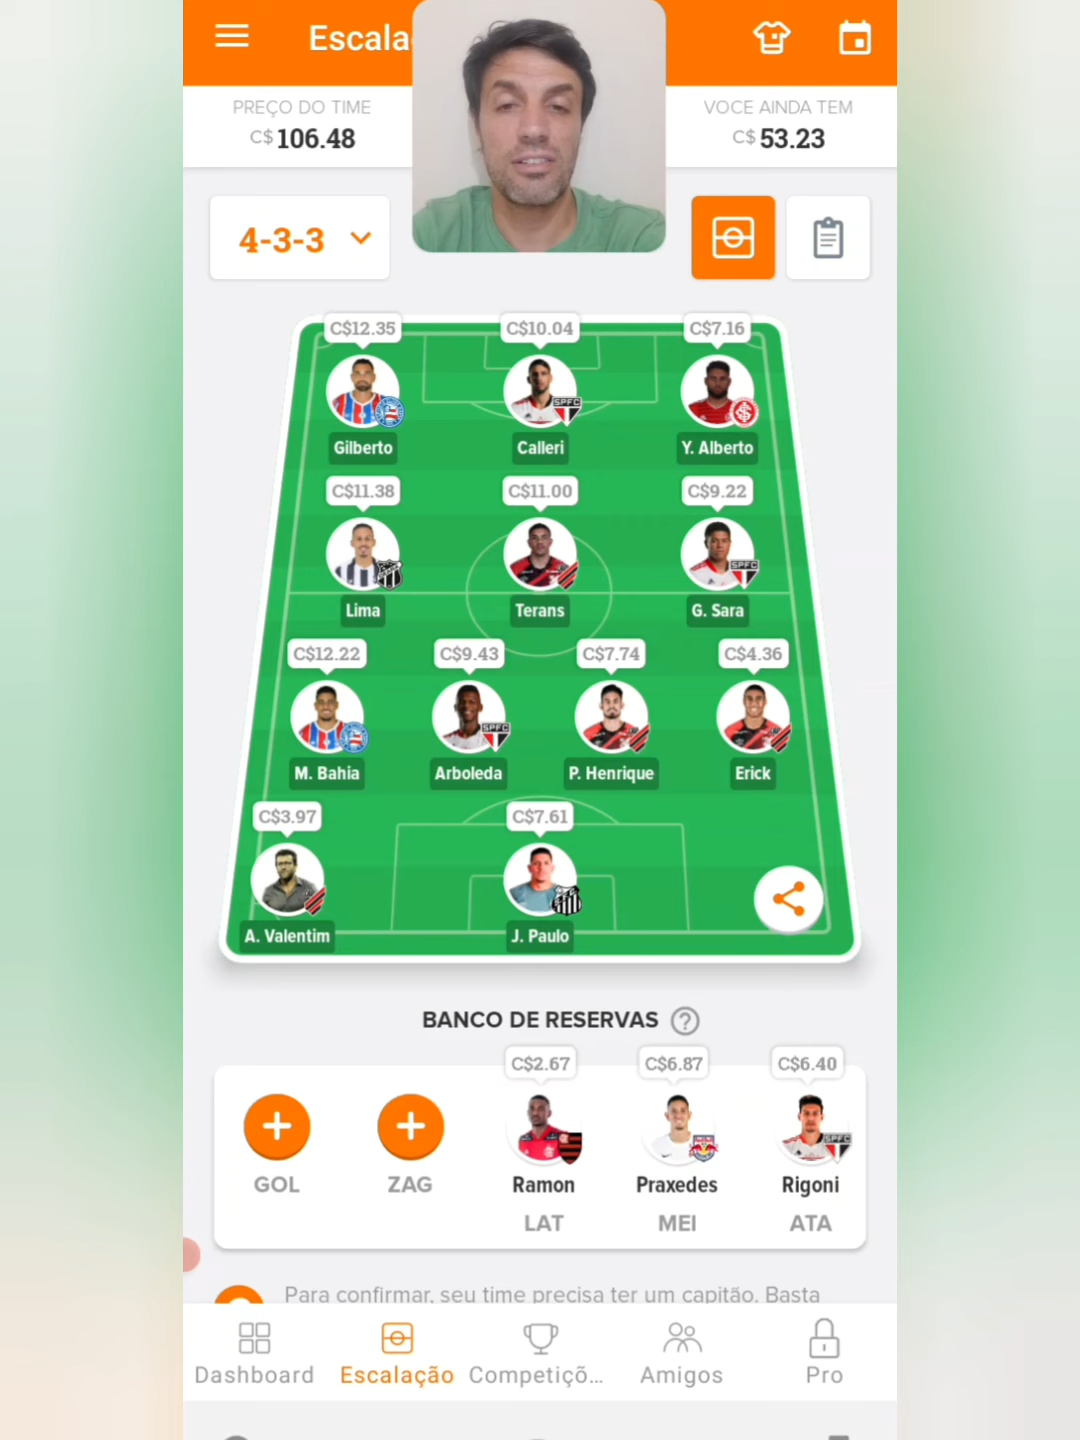 Escala
PREÇO DO TIME
C$ 106.48
VOCE AINDA TEM
C$ 53.23
4-3-3
C$12.35 C$10.04 C$7.16
SPFC
Gilberto Calleri Y. Alberto
C$11.38 C$11.00 C$9.22
SPFC
Lima Terans G. Sara
C$12.22 C$9.43 C$7.74 C$4.36
SPFC
M. Bahia Arboleda P. Henrique Erick
C$3.97 C$7.61
A. Valentim J. Paulo
BANCO DE RESERVAS ?
C$2.67 C$6.87 C$6.40
SPFC
GOL ZAG Ramon Praxedes Rigoni
LAT MEI ATA
Para confirmar, seu time precisa ter um capitão. Basta
Dashboard Escalação Competiçõ... Amigos Pro